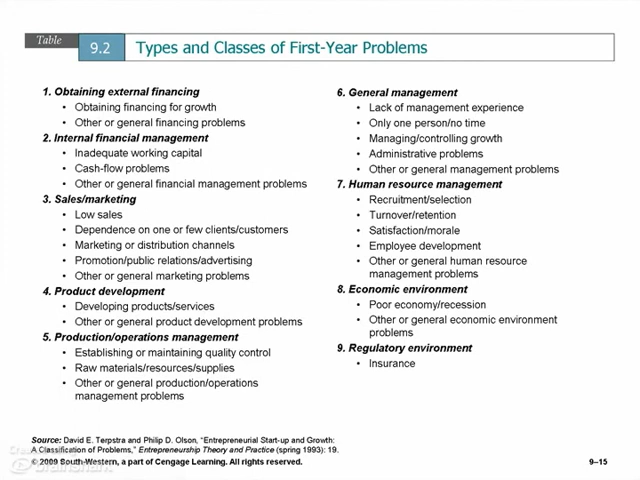 Table
9.2
Types and Classes of First-Year Problems
1. Obtaining external financing
• Obtaining financing for growth
• Other or general financing problems
2. Internal financial management
• Inadequate working capital
• Cash-flow problems
• Other or general financial management problems
3. Sales/marketing
• Low sales
• Dependence on one or few clients/customers
• Marketing or distribution channels
• Promotion/public relations/advertising
• Other or general marketing problems
4. Product development
• Developing products/services
• Other or general product development problems
5. Production/operations management
• Establishing or maintaining quality control
• Raw materials/resources/supplies
• Other or general production/operations
management problems
6. General management
• Lack of management experience
• Only one person/no time
• Managing/controlling growth
• Administrative problems
• Other or general management problems
7. Human resource management
• Recruitment/selection
• Turnover/retention
• Satisfaction/morale
• Employee development
• Other or general human resource
management problems
8. Economic environment
• Poor economy/recession
• Other or general economic environment
problems
9. Regulatory environment
• Insurance
Source: David E. Terpstra and Philip D. Olson, “Entrepreneurial Start-up and Growth:
A Classification of Problems,” Entrepreneurship Theory and Practice (spring 1993): 19.
© 2009 South-Western, a part of Cengage Learning. All rights reserved.
9–15